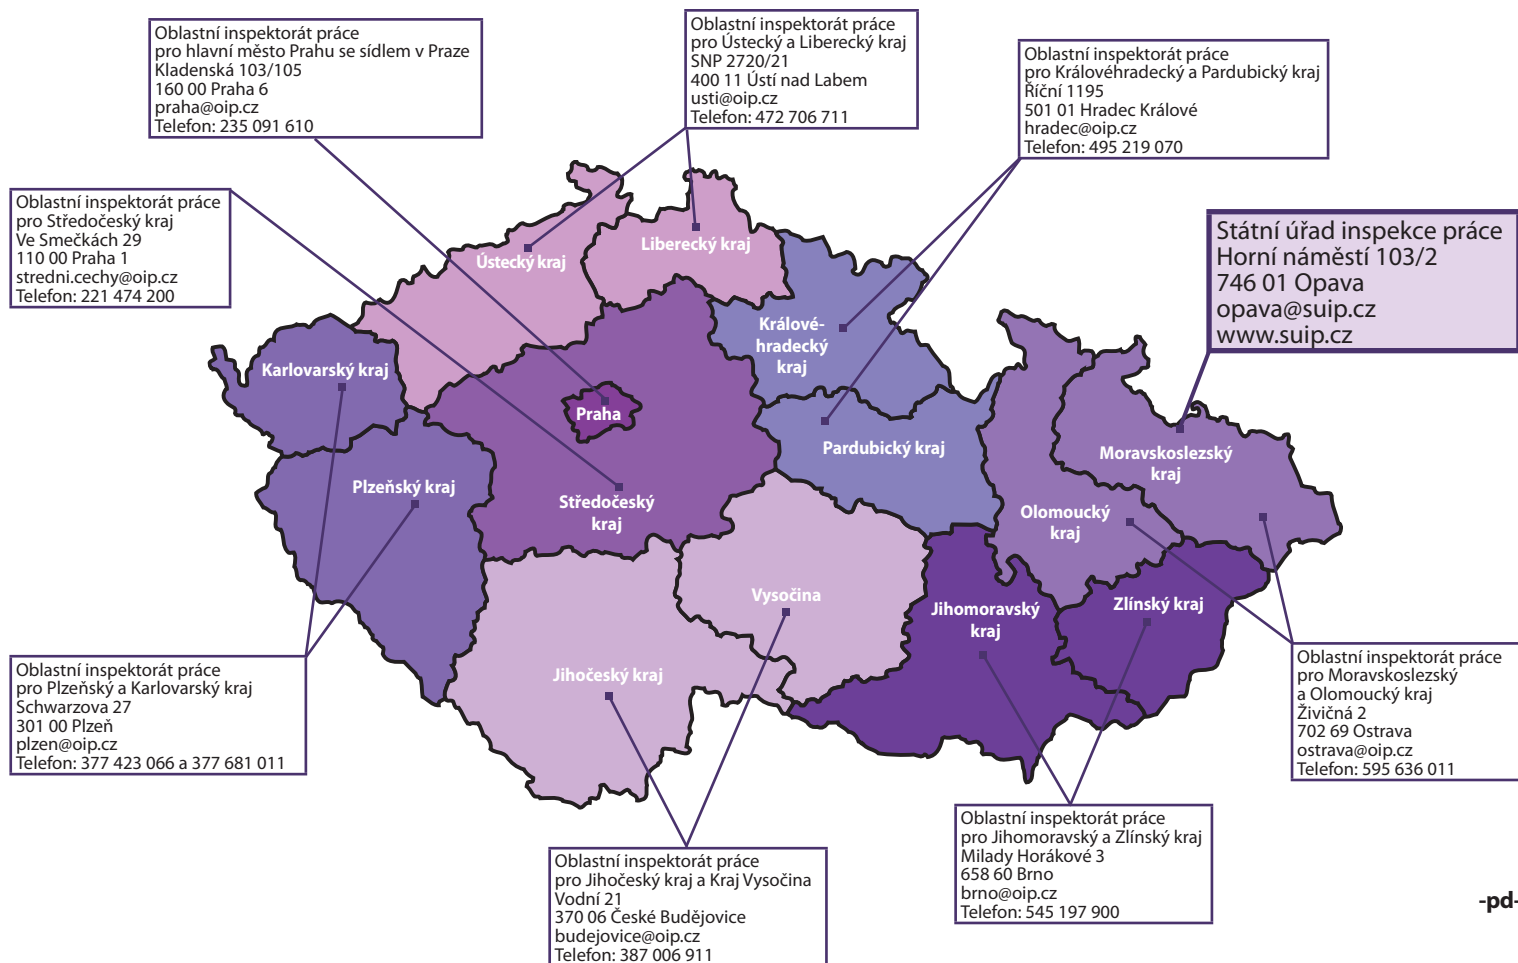 Oblastní inspektorát práce
pro hlavní město Prahu se sídlem v Praze
Kladenská 103/105
160 00 Praha 6
praha@oip.cz
Telefon: 235 091 610
Oblastní inspektorát práce
pro Ústecký a Liberecký kraj
SNP 2720/21
400 11 Ústí nad Labem
usti@oip.cz
Telefon: 472 706 711
Oblastní inspektorát práce
pro Královéhradecký a Pardubický kraj
Říční 1195
501 01 Hradec Králové
hradec@oip.cz
Telefon: 495 219 070
Oblastní inspektorát práce
pro Středočeský kraj
Ve Smečkách 29
110 00 Praha 1
stredni.cechy@oip.cz
Telefon: 221 474 200
Státní úřad inspekce práce
Horní náměstí 103/2
746 01 Opava
opava@suip.cz
www.suip.cz
Ústecký kraj
Liberecký kraj
Králové-
hradecký
kraj
Karlovarský kraj
Praha
Pardubický kraj
Moravskoslezský
kraj
Plzeňský kraj
Středočeský
kraj
Olomoucký
kraj
Vysočina
Jihomoravský
kraj
Zlínský kraj
Jihočeský kraj
Oblastní inspektorát práce
pro Plzeňský a Karlovarský kraj
Schwarzova 27
301 00 Plzeň
plzen@oip.cz
Telefon: 377 423 066 a 377 681 011
Oblastní inspektorát práce
pro Moravskoslezský
a Olomoucký kraj
Živičná 2
702 69 Ostrava
ostrava@oip.cz
Telefon: 595 636 011
Oblastní inspektorát práce
pro Jihomoravský a Zlínský kraj
Milady Horákové 3
658 60 Brno
brno@oip.cz
Telefon: 545 197 900
Oblastní inspektorát práce
pro Jihočeský kraj a Kraj Vysočina
Vodní 21
370 06 České Budějovice
budejovice@oip.cz
Telefon: 387 006 911
-pd-